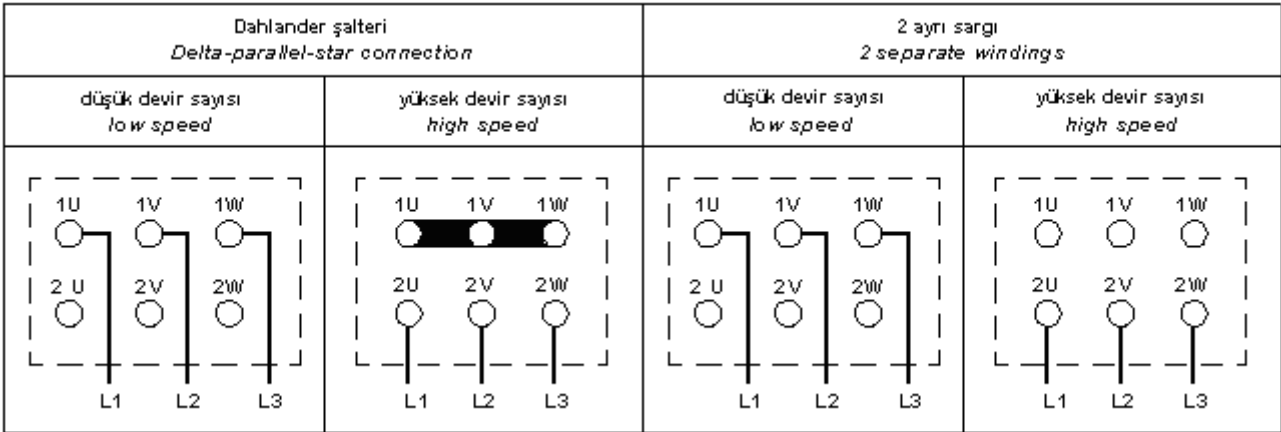 Dahlander şalteri
Delta-parallel-star connection
2 ayrı sargı
2 separate windings
düşük devir sayısı
low speed
yüksek devir sayısı
high speed
düşük devir sayısı
low speed
yüksek devir sayısı
high speed
1U 1V 1W
2 U 2V 2W
L1 L2 L3
1U 1V 1W
2U 2V 2W
L1 L2 L3
1U 1V 1W
2 U 2V 2W
L1 L2 L3
1U 1V 1W
2U 2V 2W
L1 L2 L3